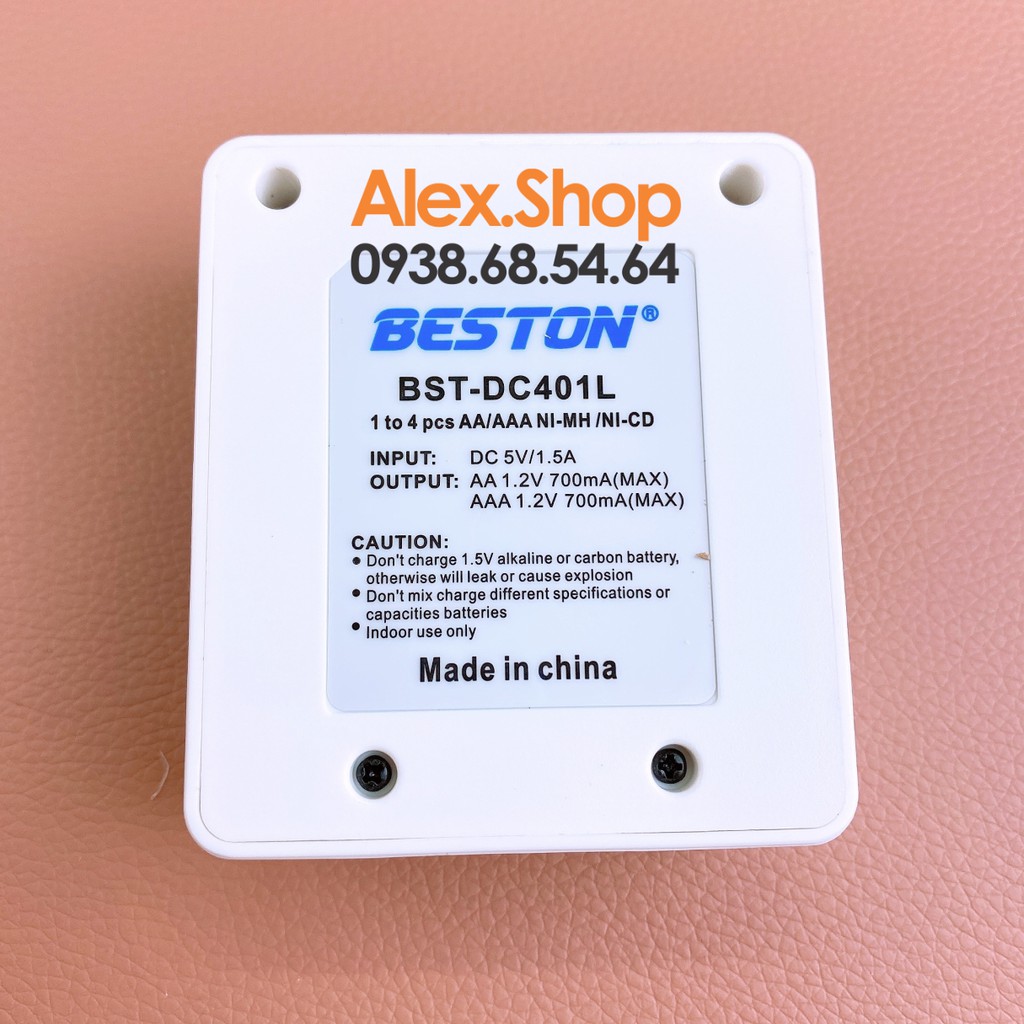 Alex.Shop
0938.68.54.64
BESTON®
BST-DC401L
1 to 4 pcs AA/AAA NI-MH /NI-CD
INPUT: DC 5V/1.5A
OUTPUT: AA 1.2V 700mA(MAX)
AAA 1.2V 700mA(MAX)
CAUTION:
• Don't charge 1.5V alkaline or carbon battery,
otherwise will leak or cause explosion
• Don't mix charge different specifications or
capacities batteries
• Indoor use only
Made in china